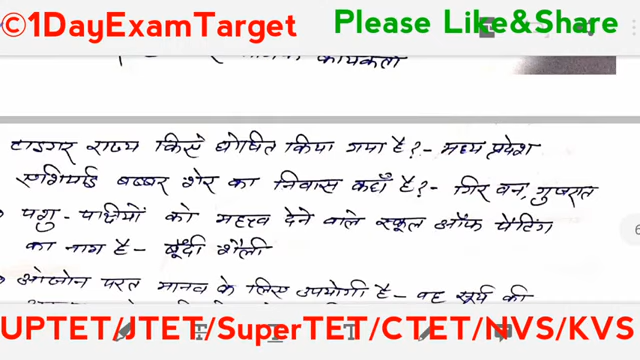 ©1DayExamTarget Please Like&Share
टाइगर राज्य किसे घोषित किया गया है? - मध्य प्रदेश
एशियाई बब्बर शेर का निवास कहाँ है? - गिर वन, गुजरात
पशु - पक्षियों को महत्त्व देने वाले स्कूल ऑफ पेंटिंग
का नाम है - बूँदी शैली
ओजोन परत मानव के लिए उपयोगी है - वह सूर्य की
6
UPTET/JTET/SuperTET/CTET/NVS/KVS